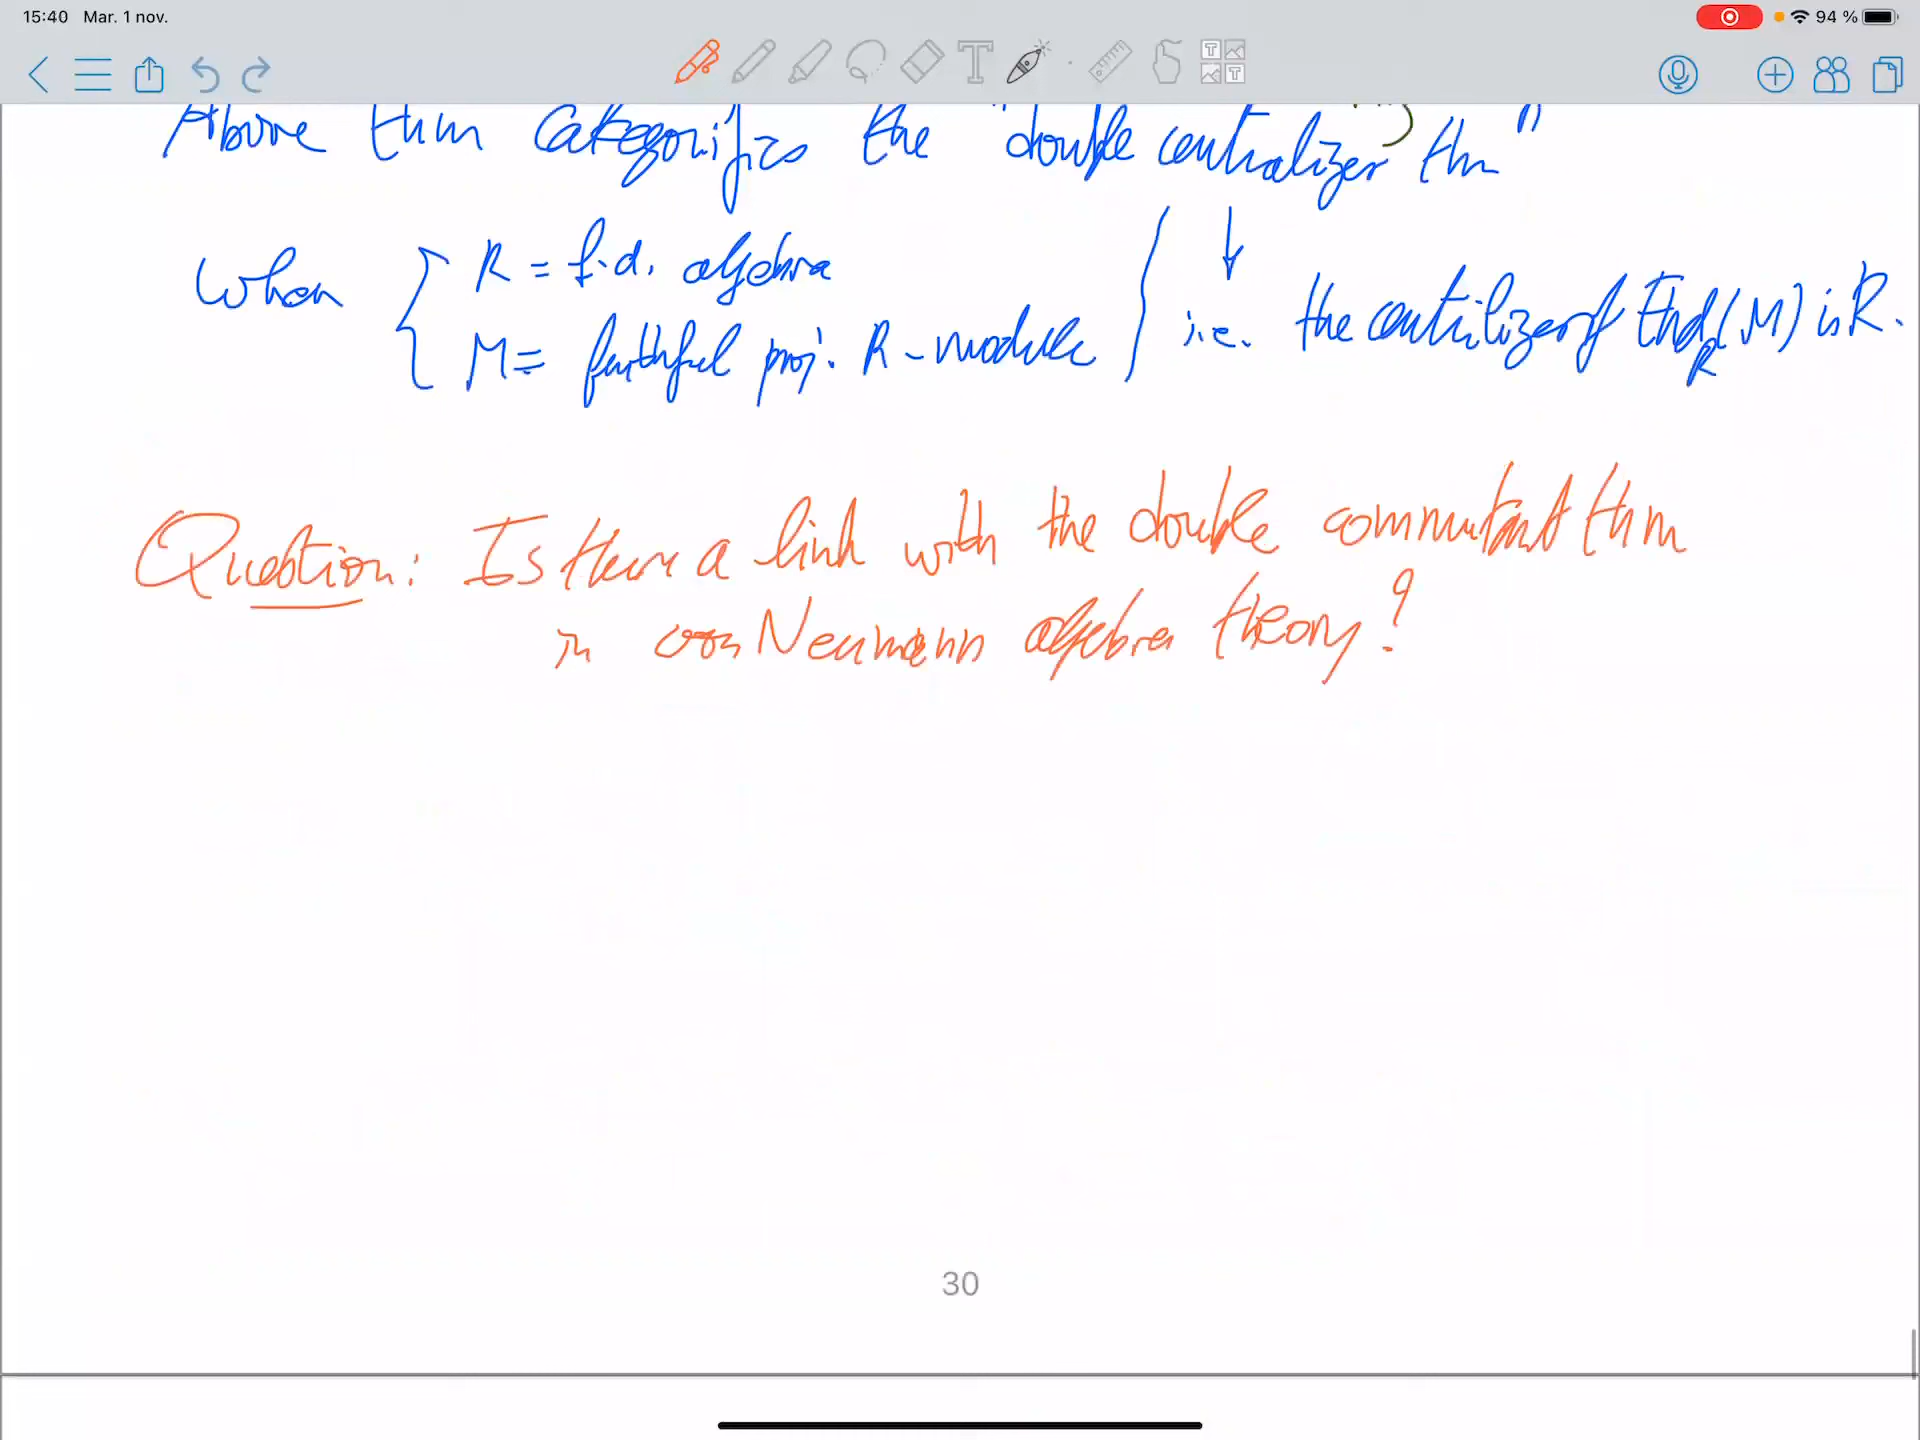 15:40 Mar. 1 nov. 94 %
Above thm categorifies the "double centralizer thm"
when { R = f.d. algebra
M = faithful proj. R-module } i.e. the centralizer of End_R(M) is R.
Question: Is there a link with the double commutant thm
in von Neumann algebra theory?
30